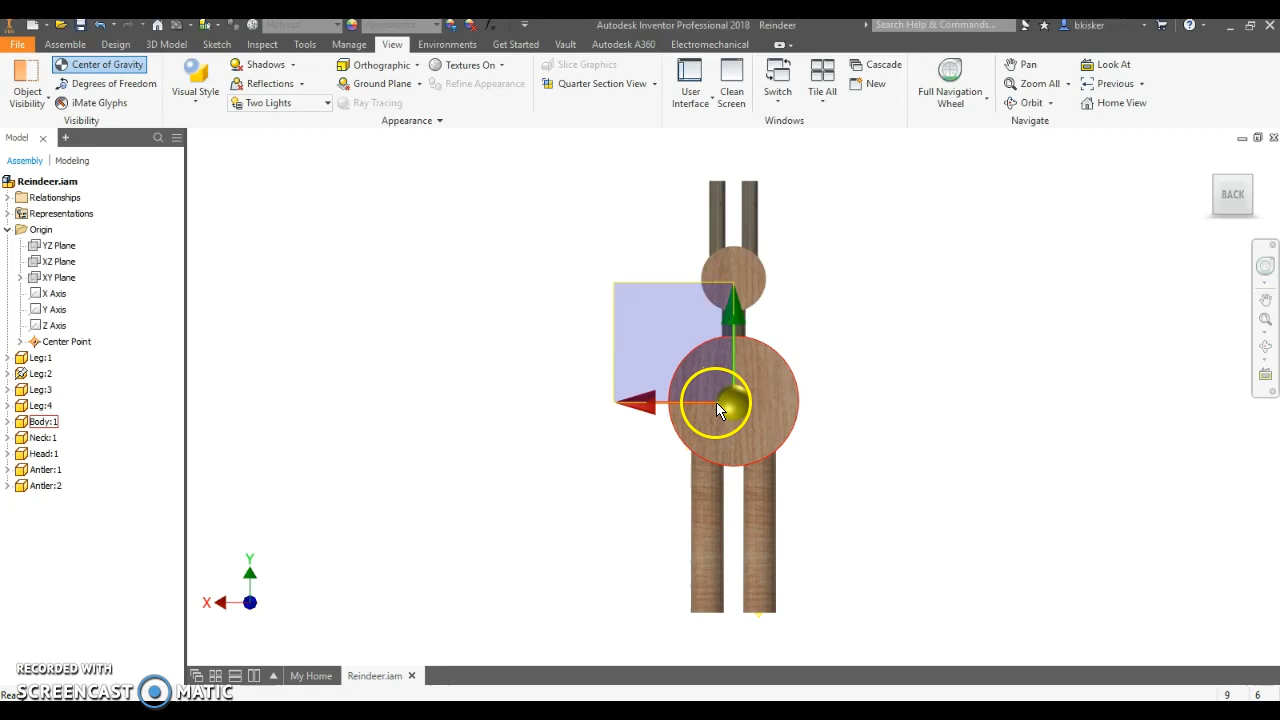 PRO
Material
Appearance
Autodesk Inventor Professional 2018 Reindeer
Search Help & Commands...
bkisker
File Assembly Design 3D Model Sketch Inspect Tools Manage View Environments Get Started Vault Autodesk A360 Electromechanical
Object Visibility
Center of Gravity
Degrees of Freedom
iMate Glyphs
Visibility
Visual Style
Shadows
Reflections
Two Lights
Orthographic
Ground Plane
Ray Tracing
Textures On
Refine Appearance
Appearance
Slice Graphics
Quarter Section View
User Interface
Clean Screen
Switch
Tile All
Cascade
New
Windows
Full Navigation Wheel
Pan
Zoom All
Orbit
Look At
Previous
Home View
Navigate
Model
Assembly Modeling
Reindeer.iam
Relationships
Representations
Origin
YZ Plane
XZ Plane
XY Plane
X Axis
Y Axis
Z Axis
Center Point
Leg:1
Leg:2
Leg:3
Leg:4
Body:1
Neck:1
Head:1
Antler:1
Antler:2
BACK
Y
X
My Home Reindeer.iam
RECORDED WITH
SCREENCAST MATIC
Rea
9 6